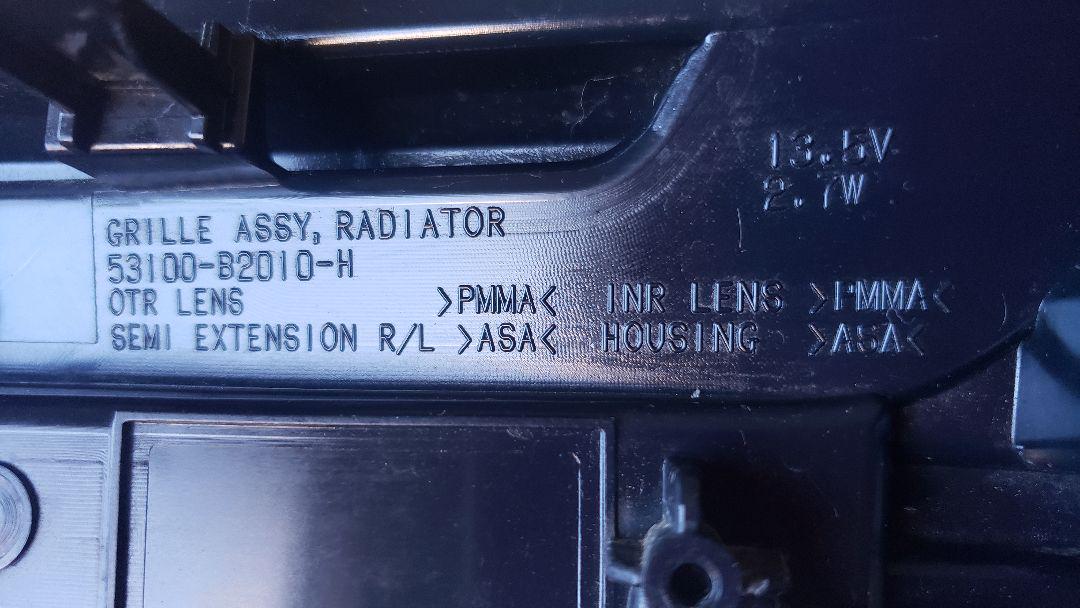 13.5V
2.7W
GRILLE ASSY, RADIATOR
53100-B2010-H
OTR LENS >PMMA< INR LENS >PMMA<
SEMI EXTENSION R/L >ASA< HOUSING >ASA<